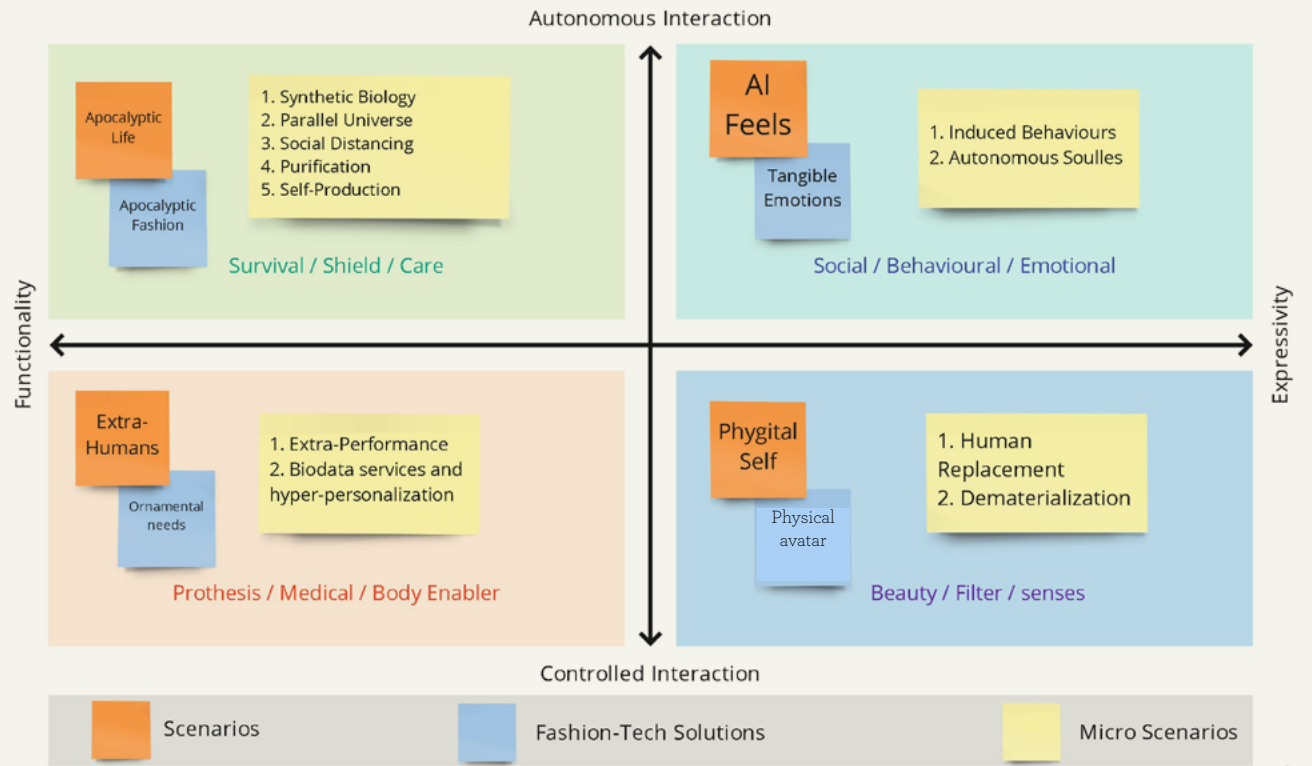 Autonomous Interaction
Apocalyptic
Life
Apocalyptic
Fashion
1. Synthetic Biology
2. Parallel Universe
3. Social Distancing
4. Purification
5. Self-Production
Survival / Shield / Care
AI
Feels
Tangible
Emotions
1. Induced Behaviours
2. Autonomous Soulles
Social / Behavioural / Emotional
Functionality
Expressivity
Extra-
Humans
Ornamental
needs
1. Extra-Performance
2. Biodata services and
hyper-personalization
Prothesis / Medical / Body Enabler
Phygital
Self
Physical
avatar
1. Human
Replacement
2. Dematerialization
Beauty / Filter / senses
Controlled Interaction
Scenarios
Fashion-Tech Solutions
Micro Scenarios